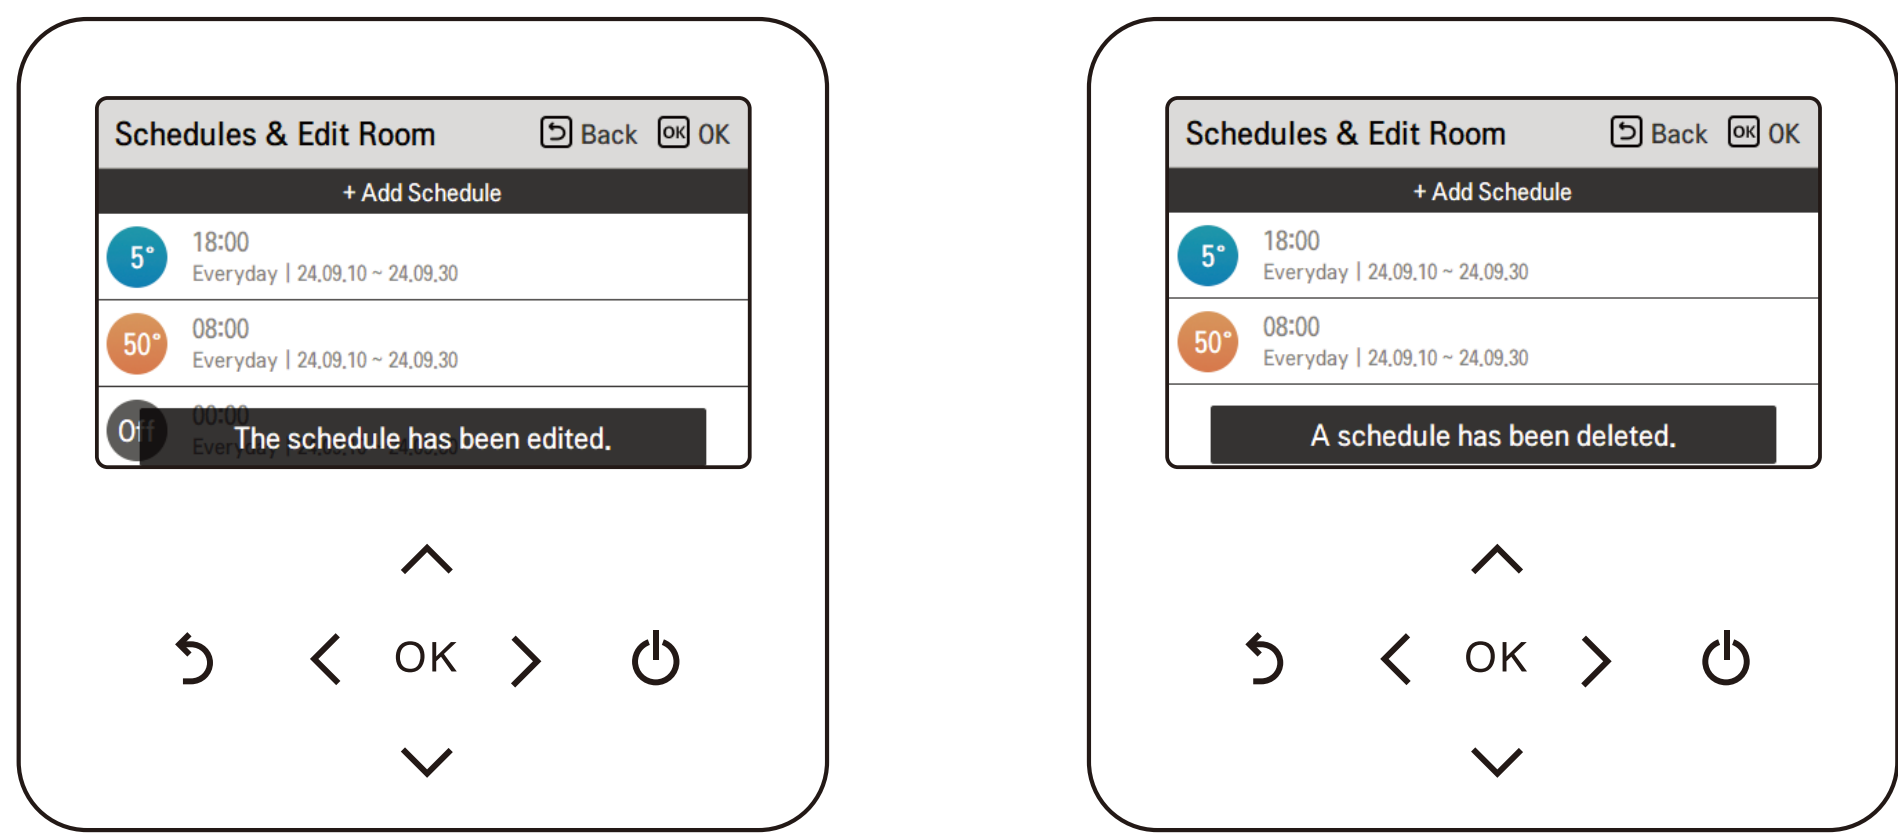 Schedules & Edit Room Back OK OK
+ Add Schedule
5°
18:00
Everyday | 24.09.10 ~ 24.09.30
50°
08:00
Everyday | 24.09.10 ~ 24.09.30
Off
00:00
The schedule has been edited.
OK
Schedules & Edit Room Back OK OK
+ Add Schedule
5°
18:00
Everyday | 24.09.10 ~ 24.09.30
50°
08:00
Everyday | 24.09.10 ~ 24.09.30
A schedule has been deleted.
OK